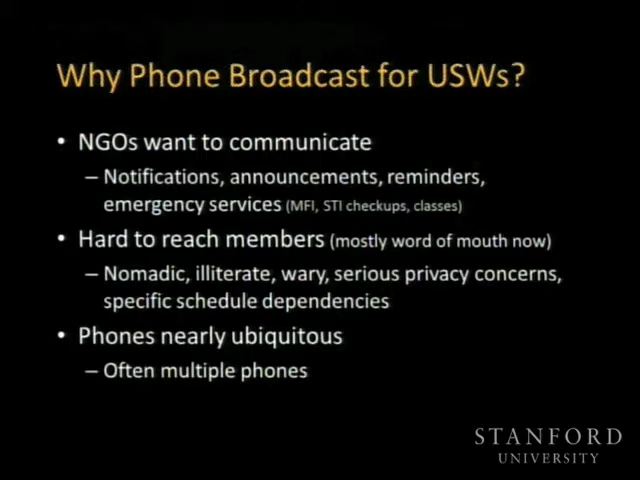 Why Phone Broadcast for USWs?
• NGOs want to communicate
– Notifications, announcements, reminders,
emergency services (MFI, STI checkups, classes)
• Hard to reach members (mostly word of mouth now)
– Nomadic, illiterate, wary, serious privacy concerns,
specific schedule dependencies
• Phones nearly ubiquitous
– Often multiple phones
STANFORD
UNIVERSITY